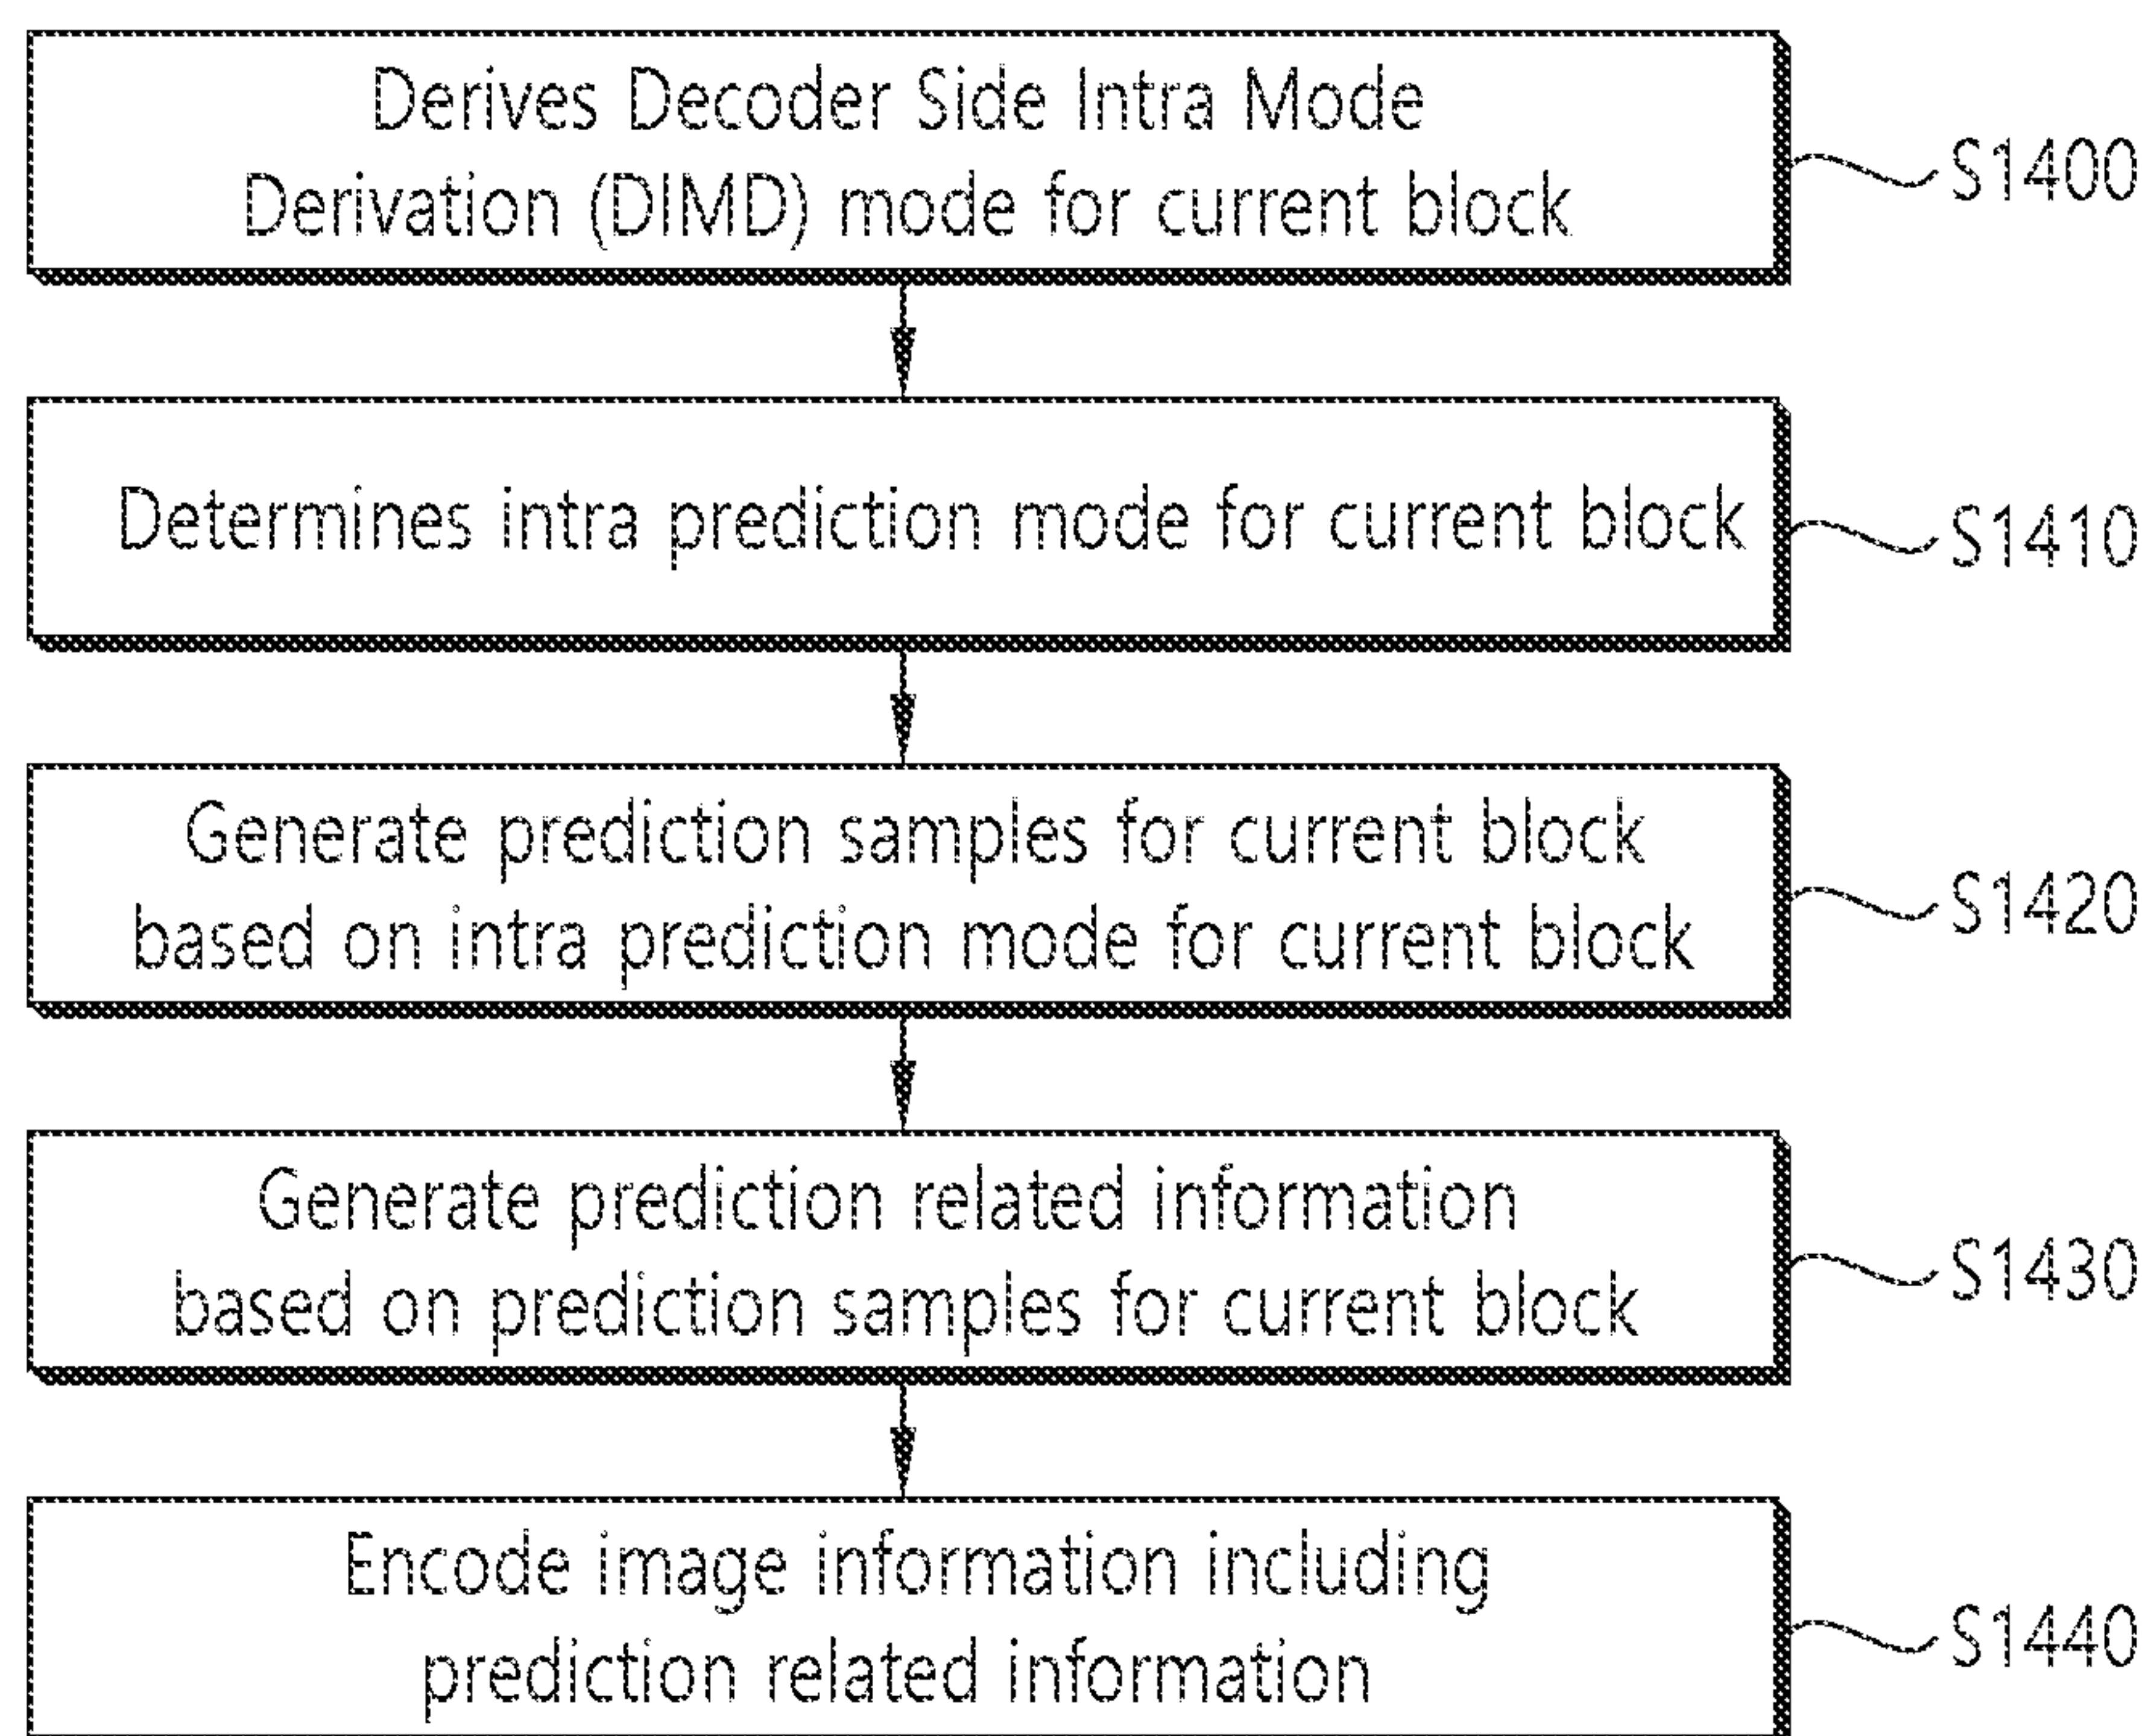 Derives Decoder Side Intra Mode
Derivation (DIMD) mode for current block
S1400
Determines intra prediction mode for current block
S1410
Generate prediction samples for current block
based on intra prediction mode for current block
S1420
Generate prediction related information
based on prediction samples for current block
S1430
Encode image information including
prediction related information
S1440